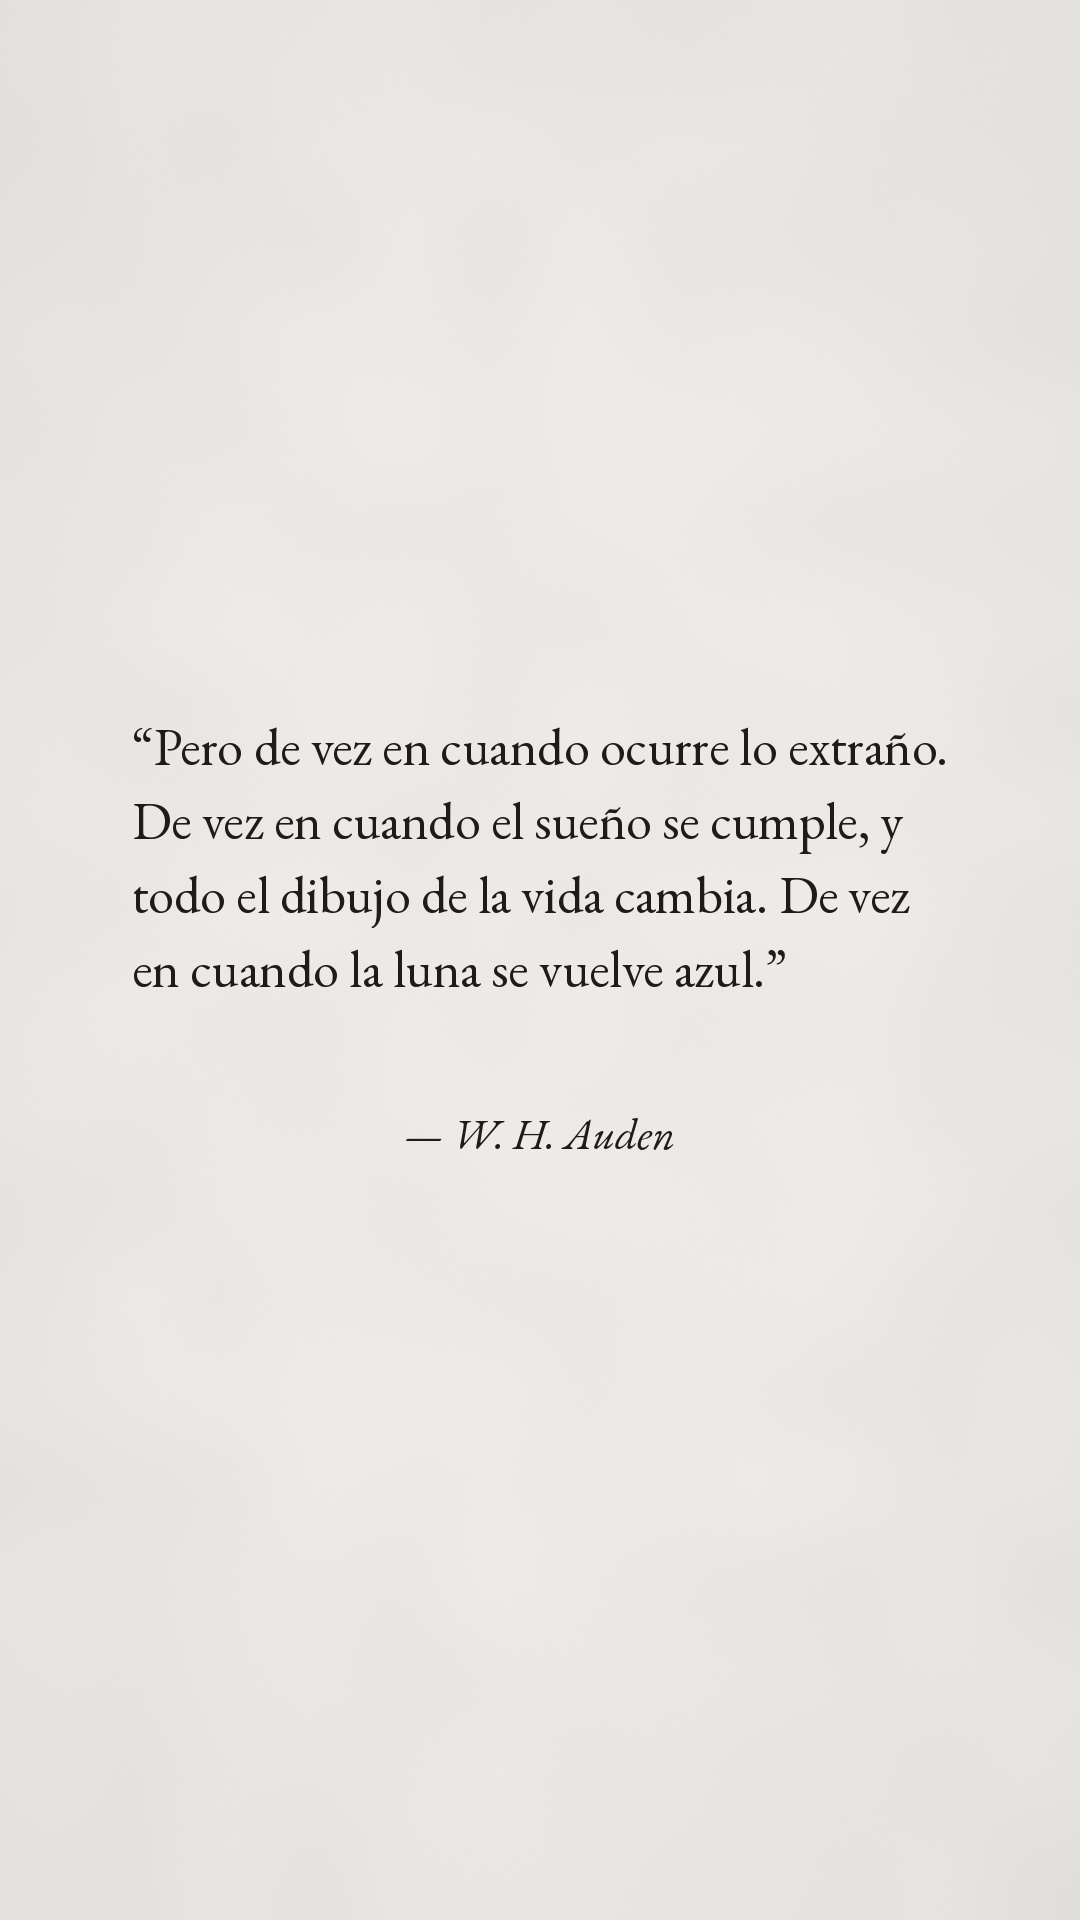 “Pero de vez en cuando ocurre lo extraño.
De vez en cuando el sueño se cumple, y
todo el dibujo de la vida cambia. De vez
en cuando la luna se vuelve azul.”
— W. H. Auden